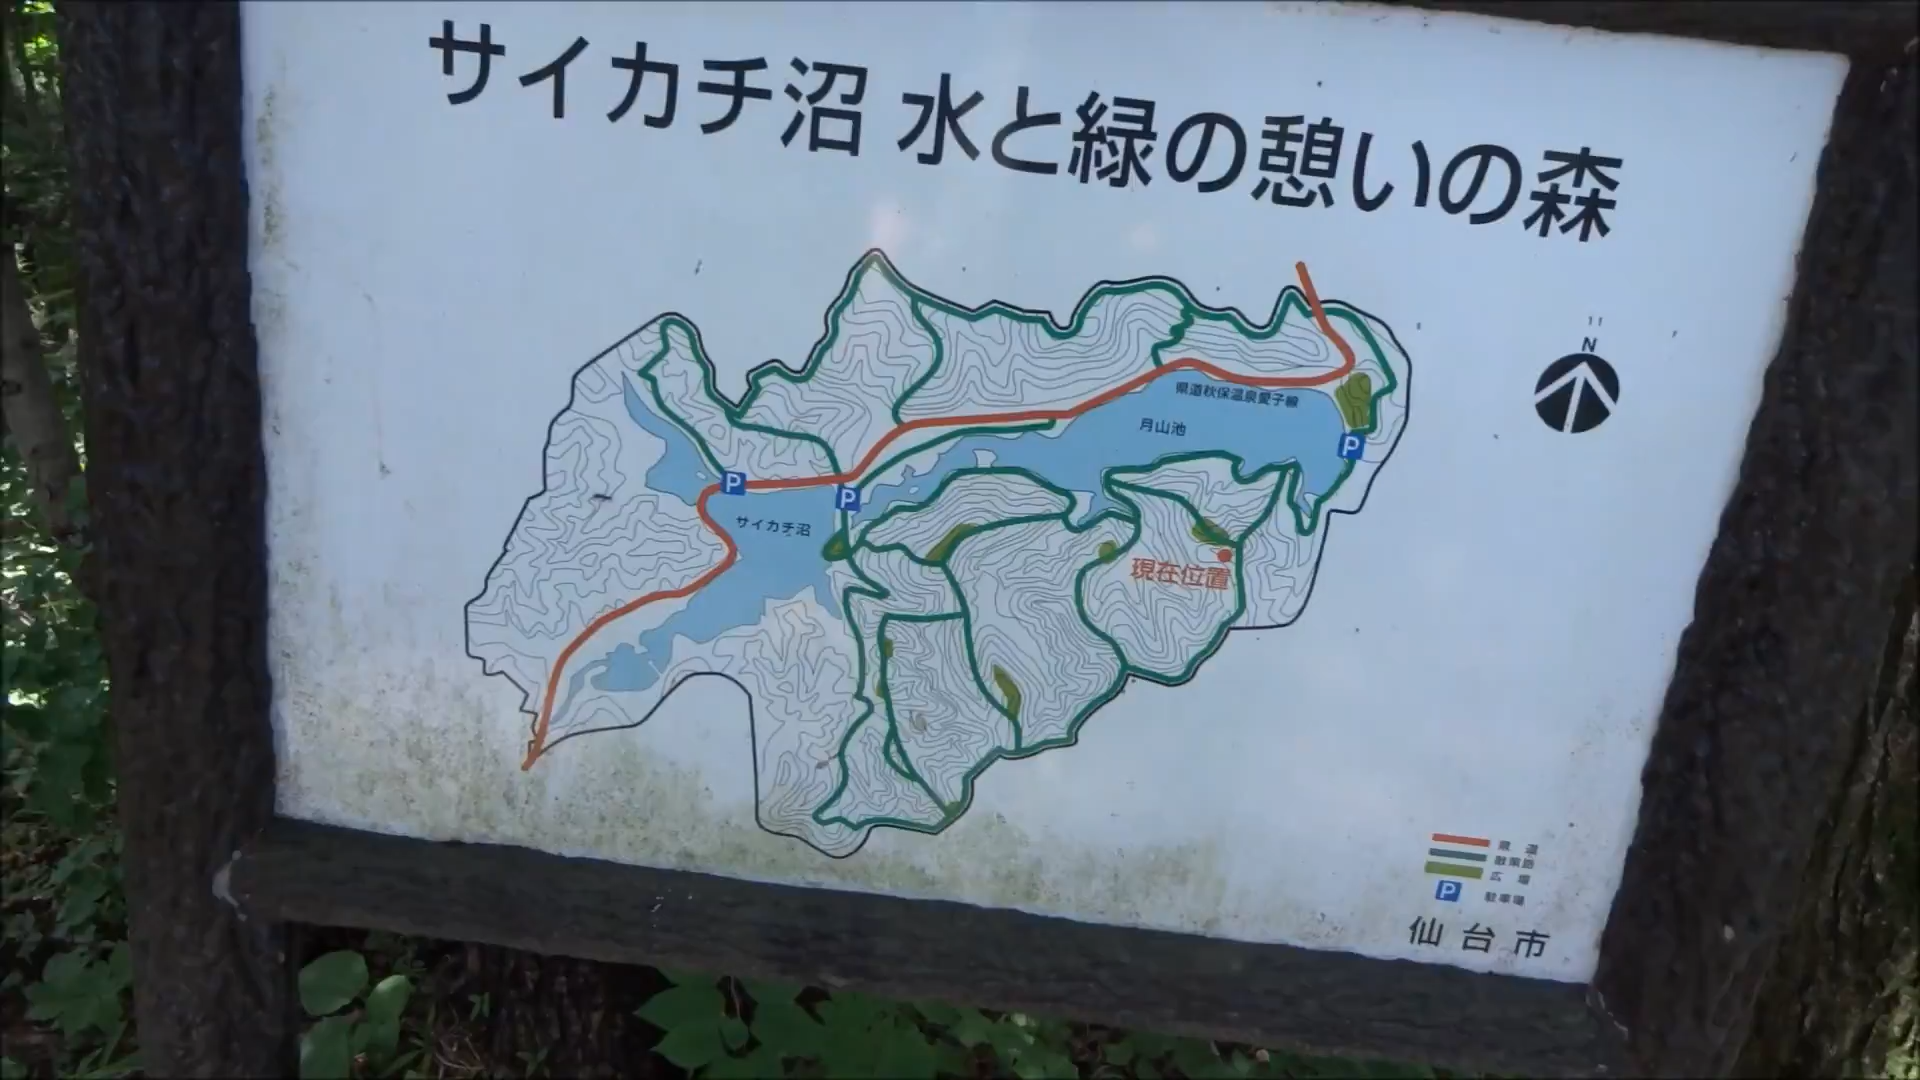 サイカチ沼 水と緑の憩いの森
N
県道秋保温泉愛子線
月山池
P
P
P
サイカチ沼
現在位置
県 道
散策路
広 場
P 駐車場
仙台市